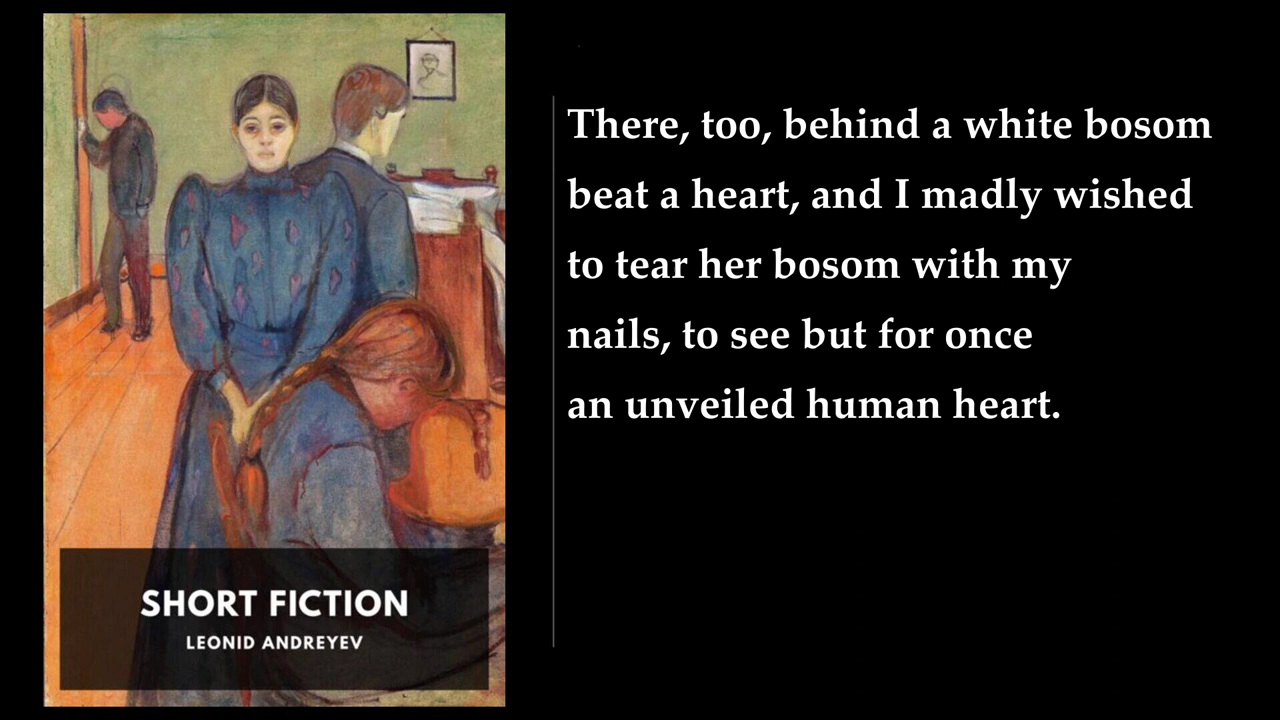 SHORT FICTION
LEONID ANDREYEV
There, too, behind a white bosom
beat a heart, and I madly wished
to tear her bosom with my
nails, to see but for once
an unveiled human heart.